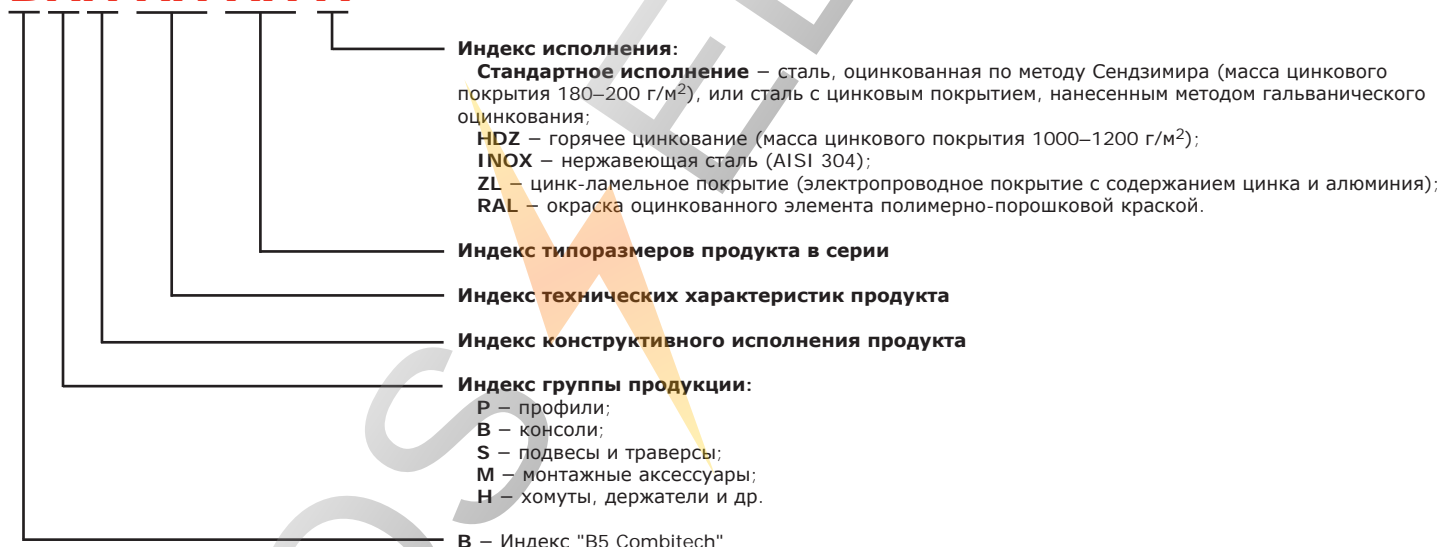 Индекс исполнения:
Стандартное исполнение – сталь, оцинкованная по методу Сендзимира (масса цинкового
покрытия 180–200 г/м²), или сталь с цинковым покрытием, нанесенным методом гальванического
оцинкования;
HDZ – горячее цинкование (масса цинкового покрытия 1000–1200 г/м²);
INOX – нержавеющая сталь (AISI 304);
ZL – цинк-ламельное покрытие (электропроводное покрытие с содержанием цинка и алюминия);
RAL – окраска оцинкованного элемента полимерно-порошковой краской.
Индекс типоразмеров продукта в серии
Индекс технических характеристик продукта
Индекс конструктивного исполнения продукта
Индекс группы продукции:
P – профили;
B – консоли;
S – подвесы и траверсы;
M – монтажные аксессуары;
H – хомуты, держатели и др.
B – Индекс "B5 Combitech"